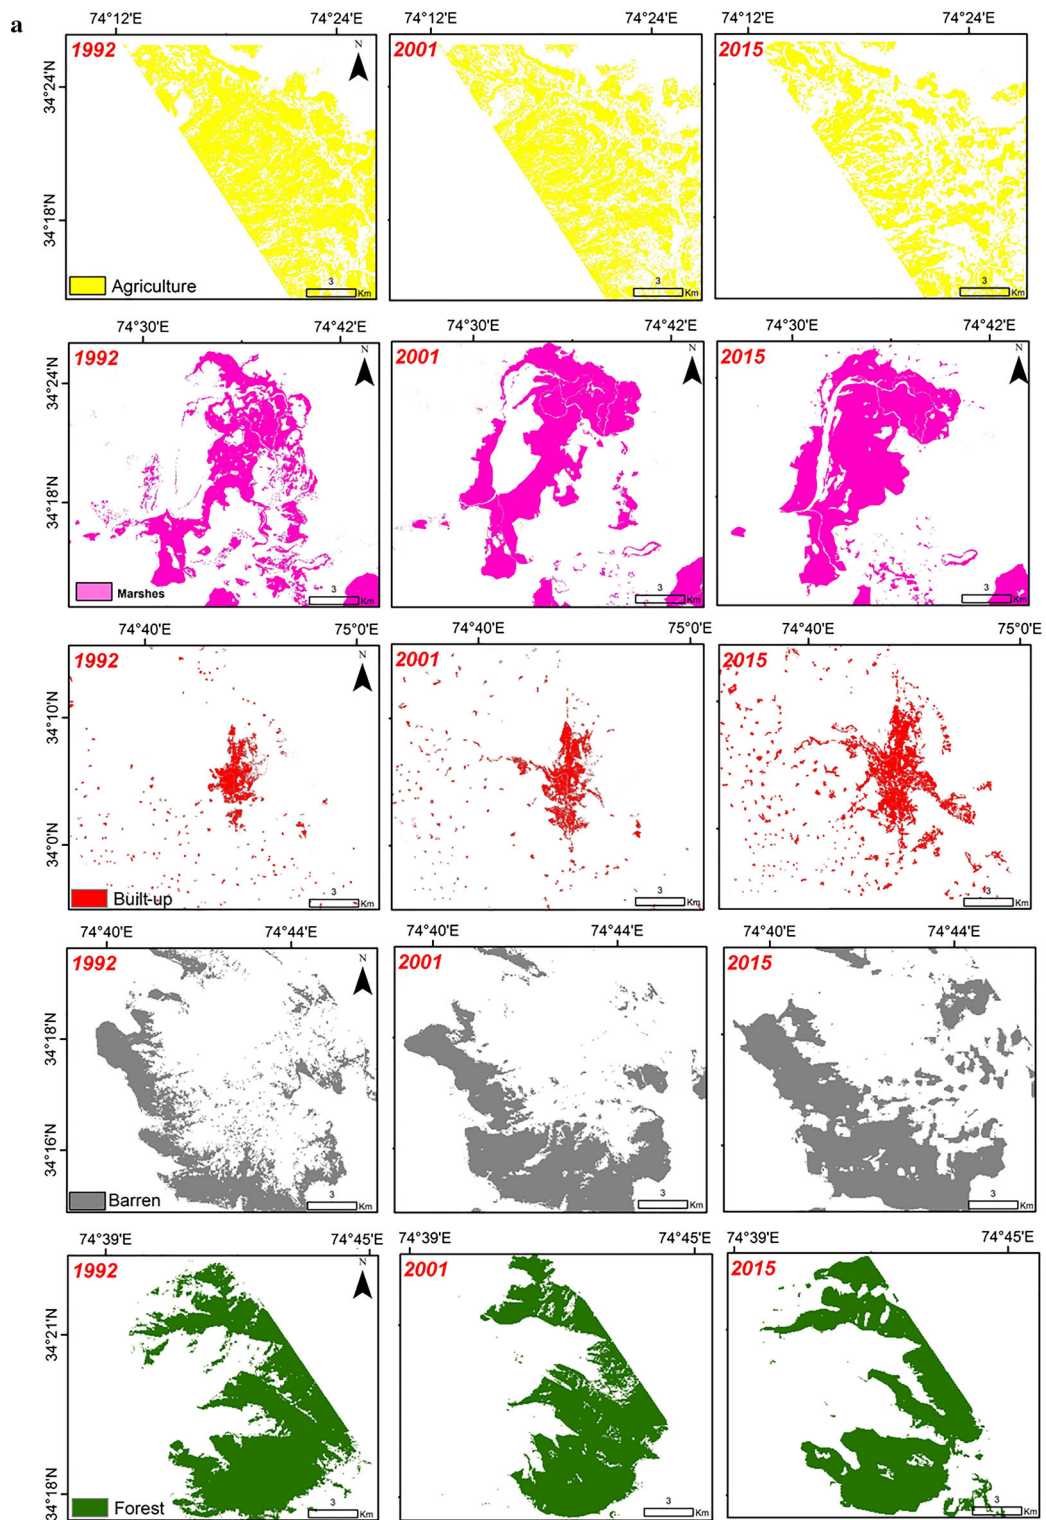 a
74°12'E 74°24'E 74°12'E 74°24'E 74°12'E 74°24'E
1992 N 2001 2015
34°24'N
34°18'N
Agriculture
3 Km 3 Km 3 Km
74°30'E 74°42'E 74°30'E 74°42'E 74°30'E 74°42'E
1992 N 2001 N 2015 N
34°24'N
34°18'N
Marshes
3 Km 3 Km 3 Km
74°40'E 75°0'E 74°40'E 75°0'E 74°40'E 75°0'E
1992 N 2001 2015
34°10'N
34°0'N
Built-up
3 Km 3 Km 3 Km
74°40'E 74°44'E 74°40'E 74°44'E 74°40'E 74°44'E
1992 N 2001 2015
34°18'N
34°16'N
Barren
3 Km 3 Km 3 Km
74°39'E 74°45'E 74°39'E 74°45'E 74°39'E 74°45'E
1992 N 2001 2015
34°21'N
34°18'N
Forest
3 Km 3 Km 3 Km